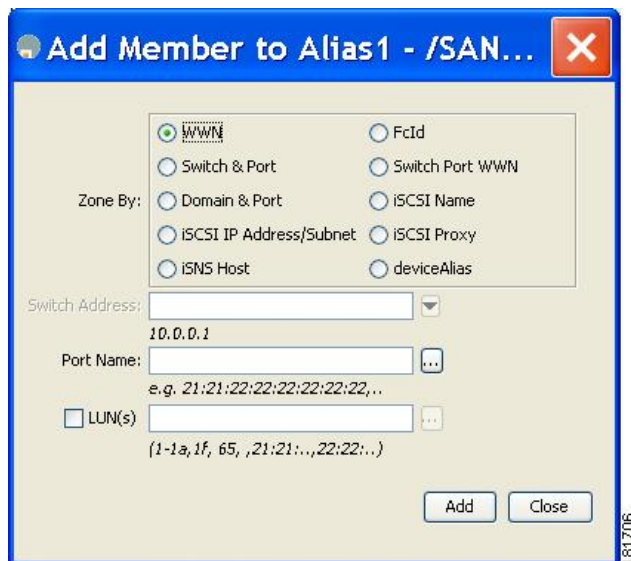 Add Member to Alias1 - /SAN...
Zone By:
WWN
FcId
Switch & Port
Switch Port WWN
Domain & Port
iSCSI Name
iSCSI IP Address/Subnet
iSCSI Proxy
iSNS Host
deviceAlias
Switch Address:
10.0.0.1
Port Name:
...
e.g. 21:21:22:22:22:22:22:22,..
LUN(s)
...
(1-1a,1f, 65, ,21:21:..,22:22:..)
Add
Close
81706